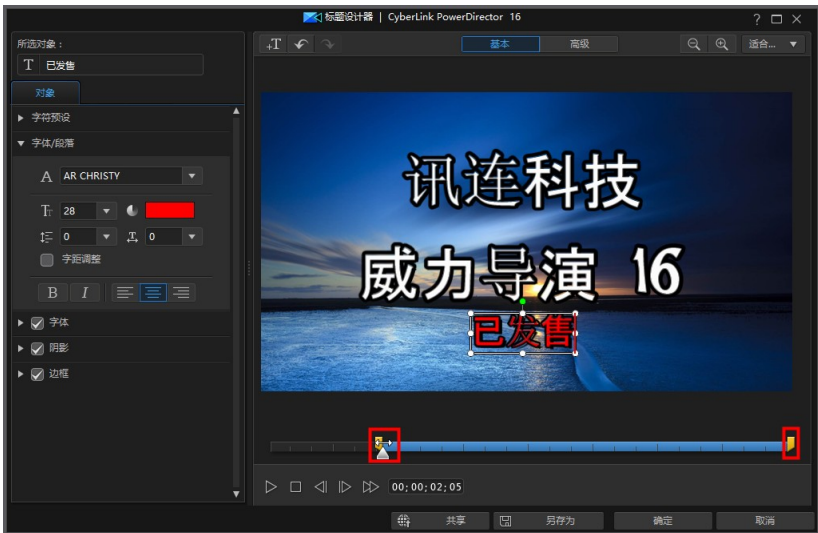 标题设计器 | CyberLink PowerDirector 16
? 
所选对象：
T 已发售
+T
基本
高级
适合...
对象
字符预设
字体/段落
A AR CHRISTY
28
0
0
字距调整
B I
字体
阴影
边框
讯连科技
威力导演 16
已发售
00;00;02;05
共享
另存为
确定
取消